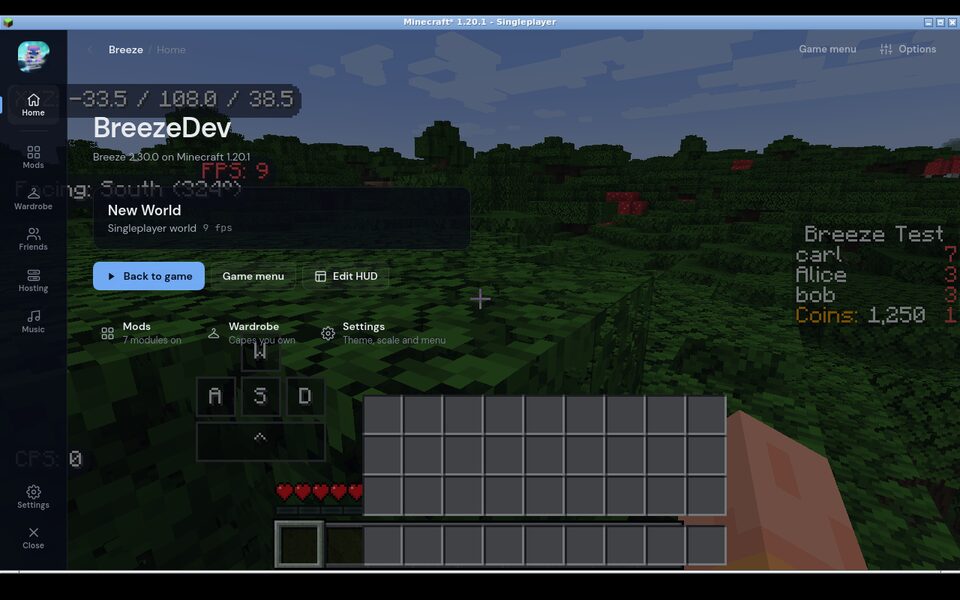 Minecraft* 1.20.1 - Singleplayer
Breeze / Home
Game menu
Options
-33.5 / 108.0 / 38.5
Home
BreezeDev
Breeze 2.30.0 on Minecraft 1.20.1
FPS: 9
Mods
Facing: South (324°)
Wardrobe
New World
Singleplayer world 9 fps
Friends
Breeze Test
carl 7
Alice 3
bob 3
Coins: 1,250 1
Back to game
Game menu
Edit HUD
Hosting
Music
Mods
7 modules on
Wardrobe
Capes you own
Settings
Theme, scale and menu
W
A S D
^
CPS: 0
Settings
Close